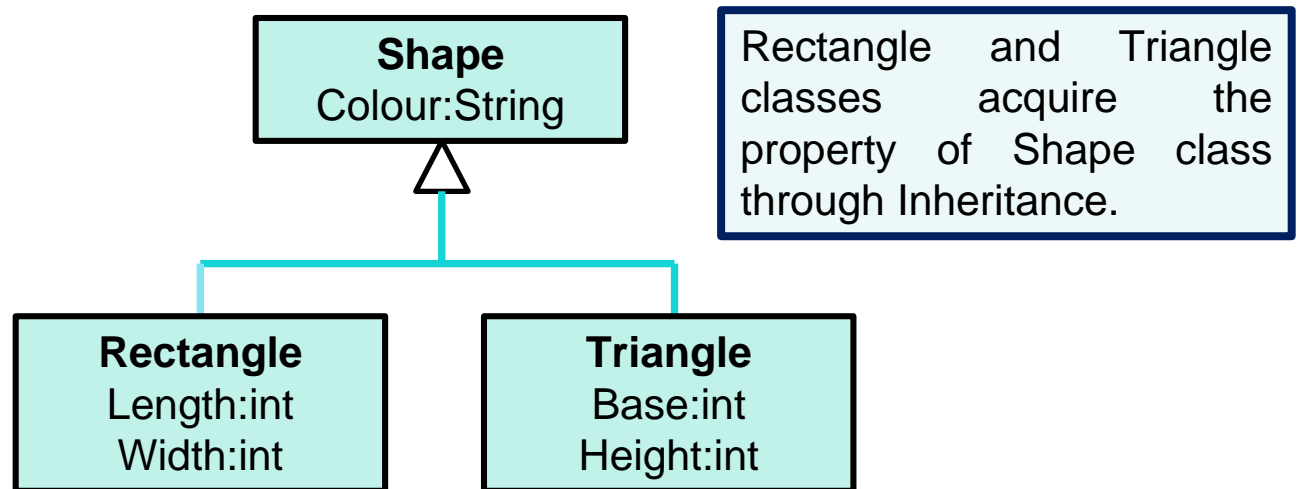 Shape
Colour:String
Rectangle and Triangle
classes acquire the
property of Shape class
through Inheritance.
Rectangle
Length:int
Width:int
Triangle
Base:int
Height:int